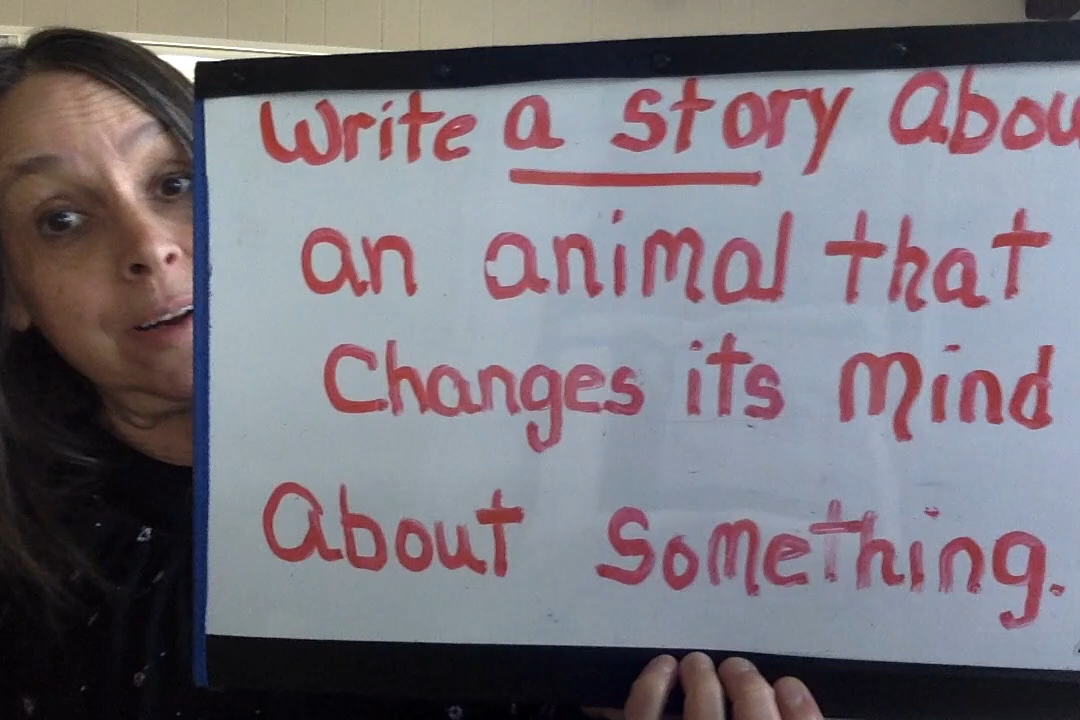 Write a story Abou
an animal that
Changes its mind
About something.